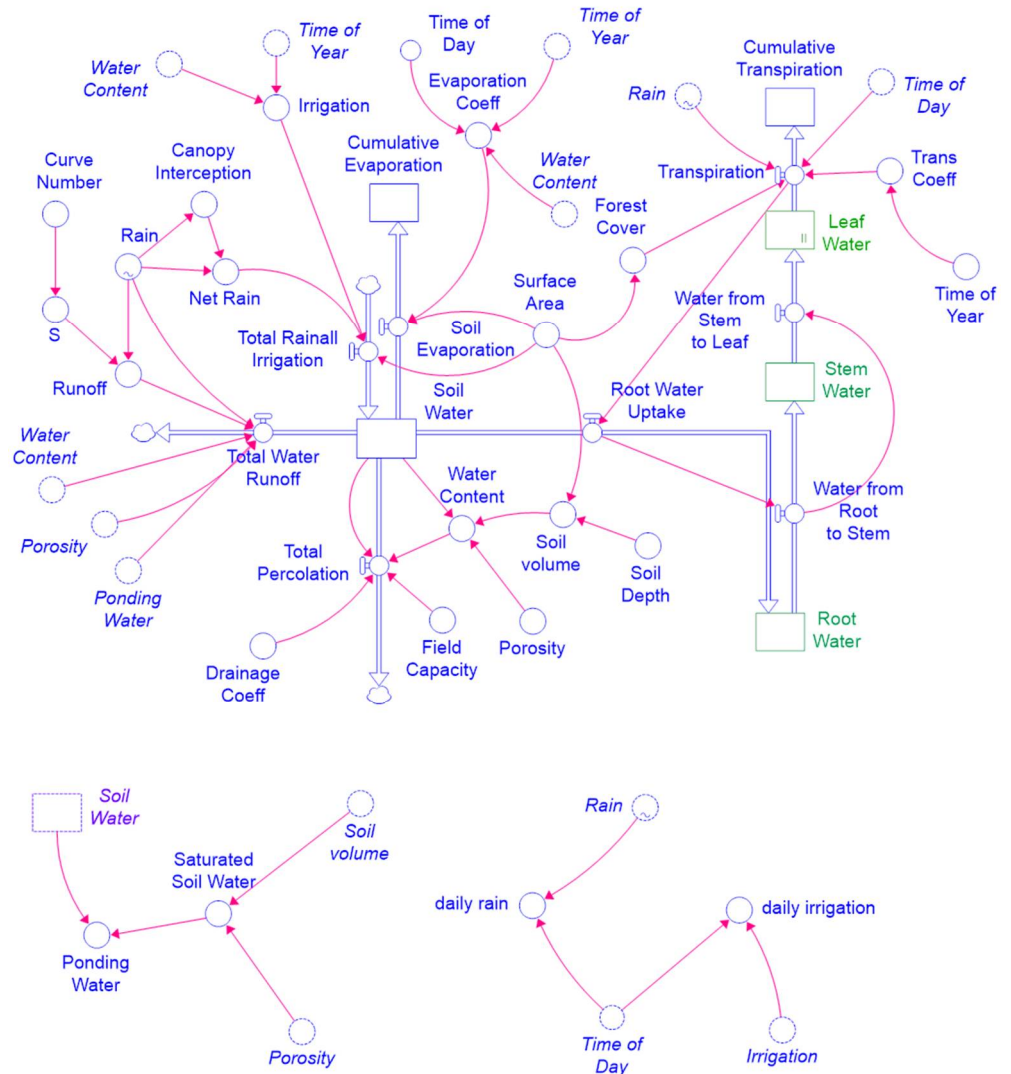 Time of
Year
Water
Content
Irrigation
Time of
Day
Time of
Year
Evaporation
Coeff
Water
Content
Cumulative
Transpiration
Rain
Time of
Day
Transpiration
Trans
Coeff
Time of
Year
Curve
Number
Canopy
Interception
Rain
Net Rain
S
Runoff
Cumulative
Evaporation
Forest
Cover
Leaf
Water
Surface
Area
Water from
Stem
to Leaf
Total Rainall
Irrigation
Soil
Evaporation
Soil
Water
Root Water
Uptake
Stem
Water
Water
Content
Total Water
Runoff
Porosity
Ponding
Water
Water
Content
Soil
volume
Soil
Depth
Water from
Root
to Stem
Total
Percolation
Drainage
Coeff
Field
Capacity
Porosity
Root
Water
Soil
Water
Soil
volume
Saturated
Soil Water
Ponding
Water
Porosity
Rain
daily rain
daily irrigation
Time of
Day
Irrigation